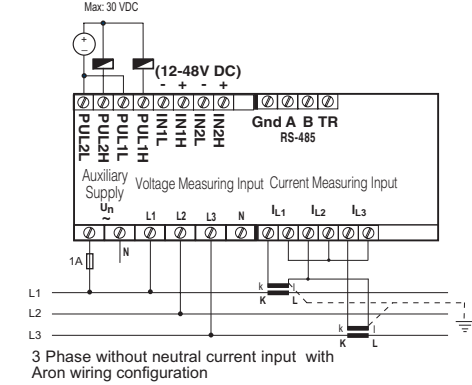 Max: 30 VDC
+
-
(12-48V DC)
- + - +
PUL2L PUL2H PUL1L PUL1H IN1L IN1H IN2L IN2H
Gnd A B TR
RS-485
Auxiliary Supply
Voltage Measuring Input
Current Measuring Input
Un
~
L1 L2 L3 N
IL1 IL2 IL3
1A
N
k l
L1
K L
L2
k l
L3
K L
3 Phase without neutral current input with
Aron wiring configuration